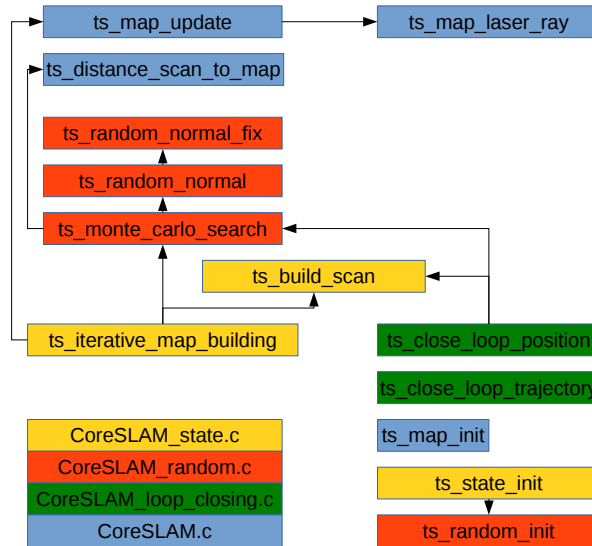 ts_map_update
ts_map_laser_ray
ts_distance_scan_to_map
ts_random_normal_fix
ts_random_normal
ts_monte_carlo_search
ts_build_scan
ts_iterative_map_building
ts_close_loop_position
ts_close_loop_trajectory
CoreSLAM_state.c
ts_map_init
CoreSLAM_random.c
ts_state_init
CoreSLAM_loop_closing.c
CoreSLAM.c
ts_random_init